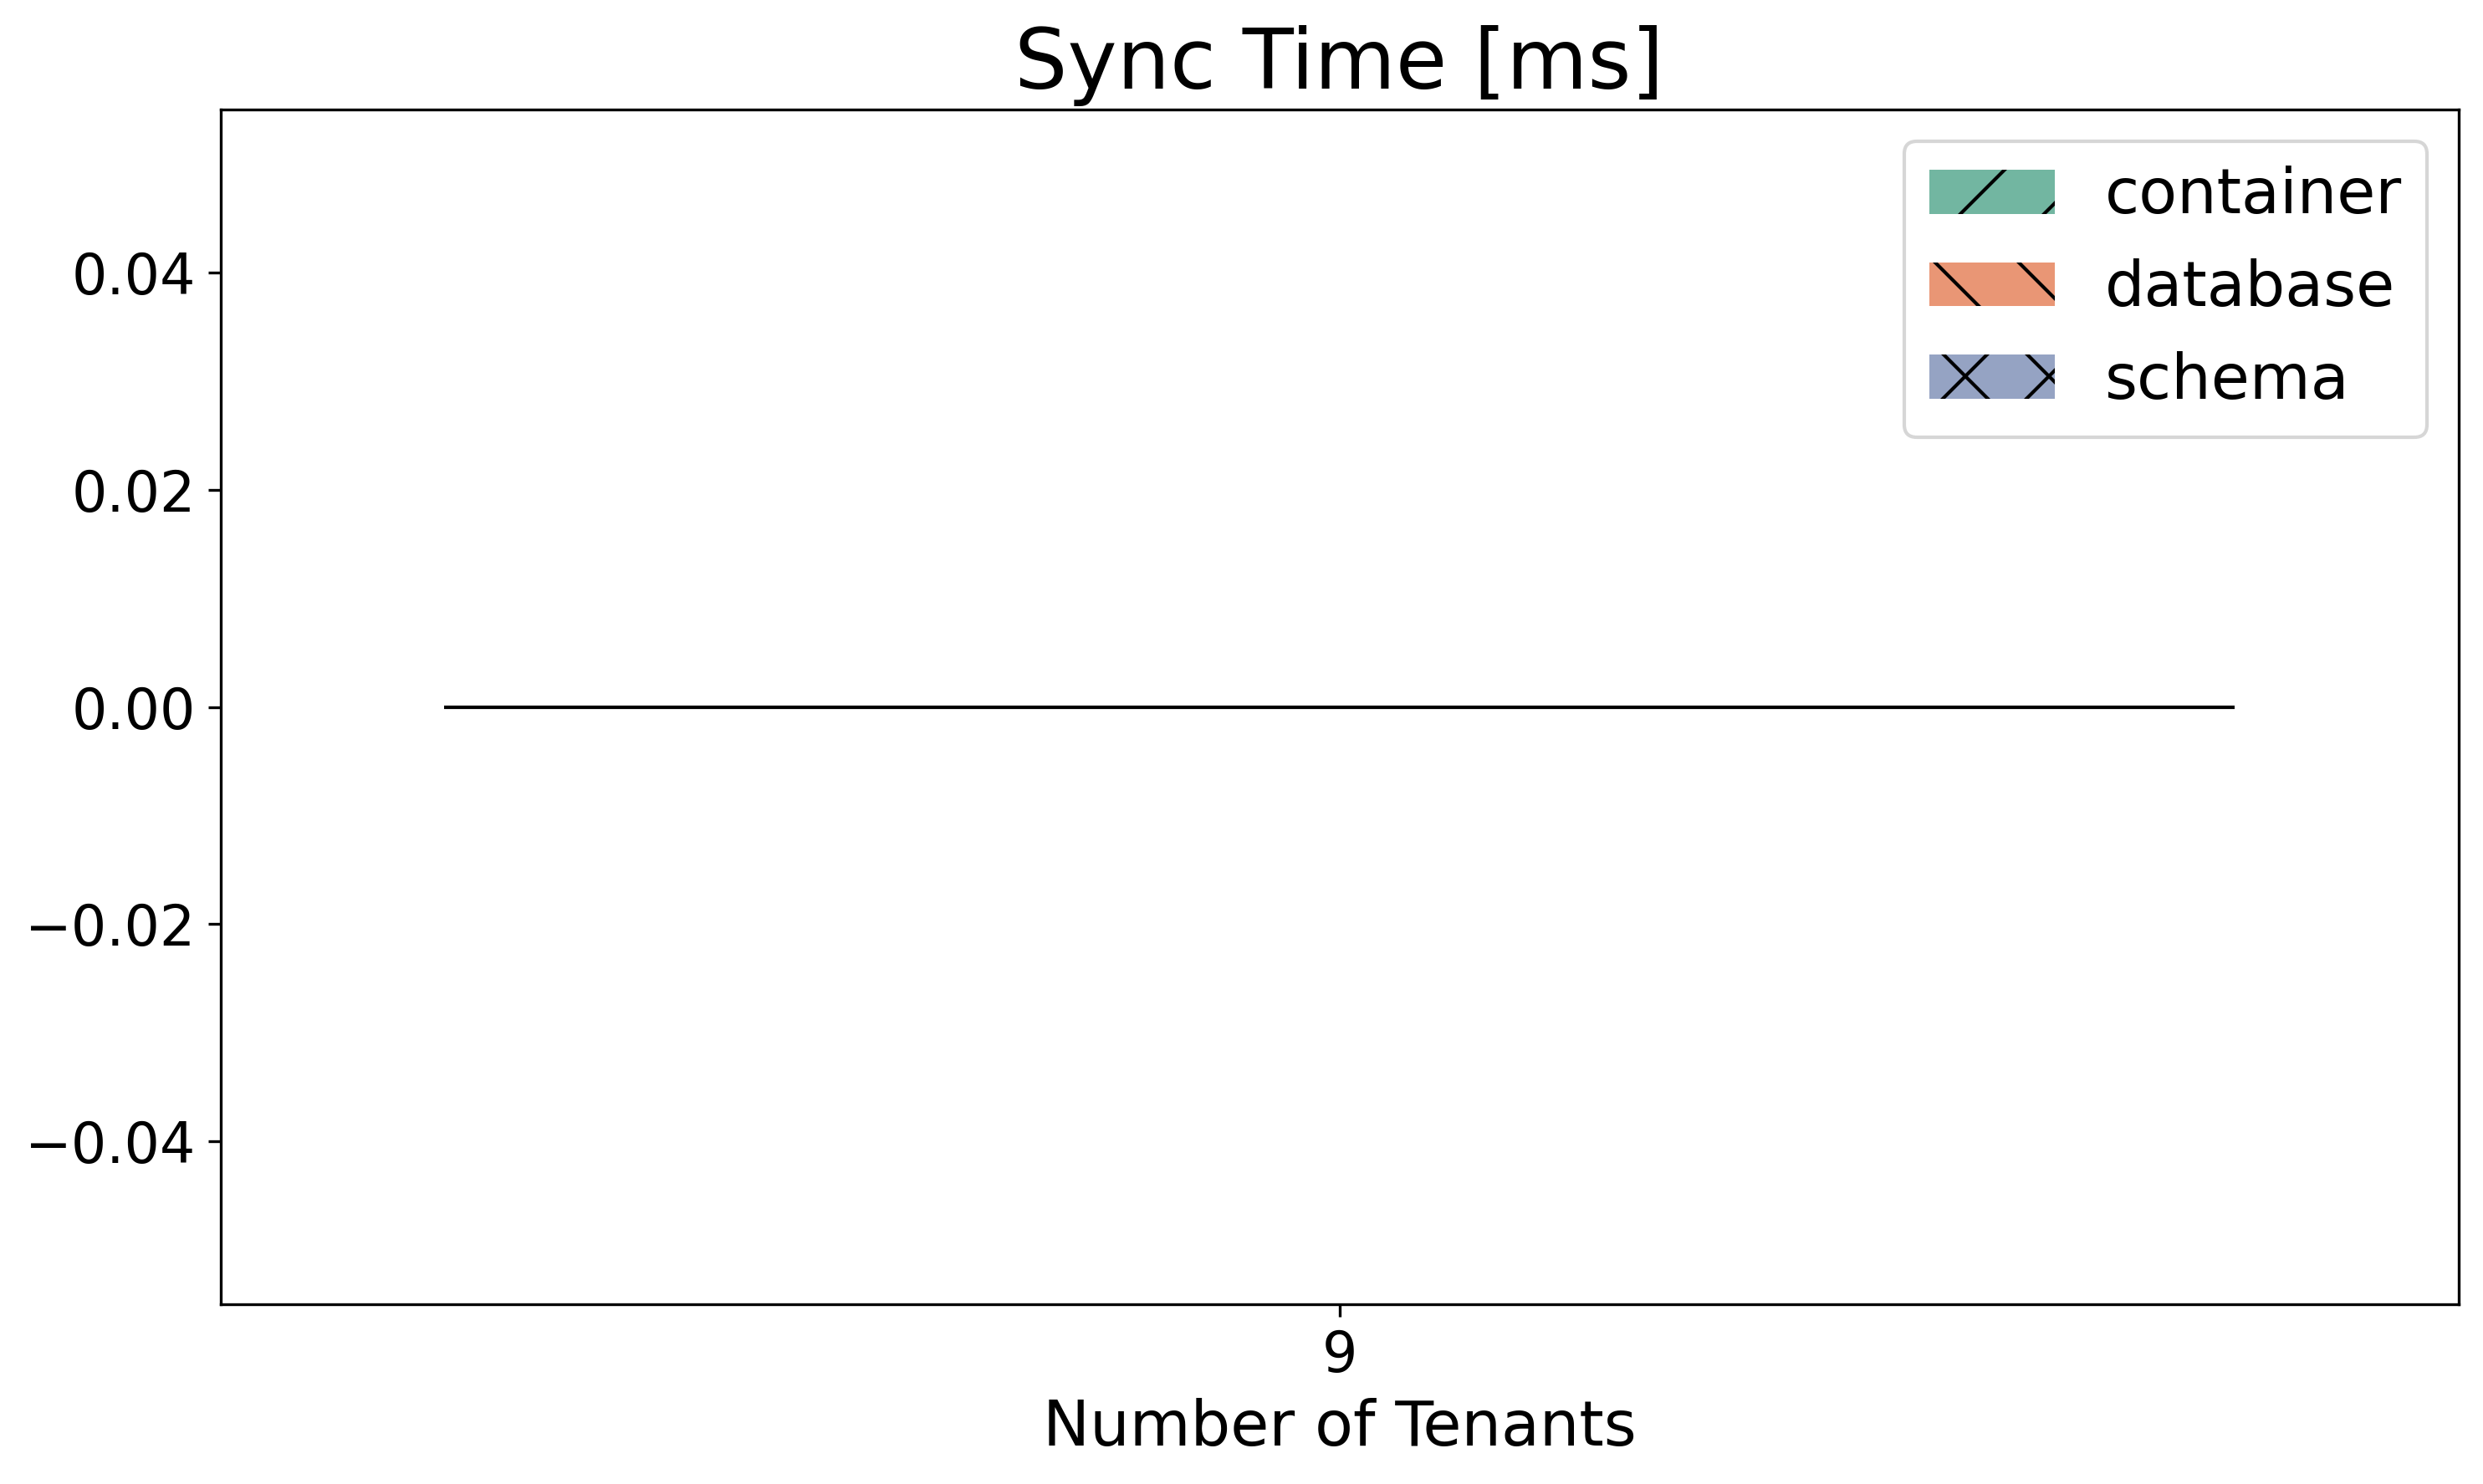 Sync Time [ms]
container
database
schema
0.04
0.02
0.00
−0.02
−0.04
9
Number of Tenants